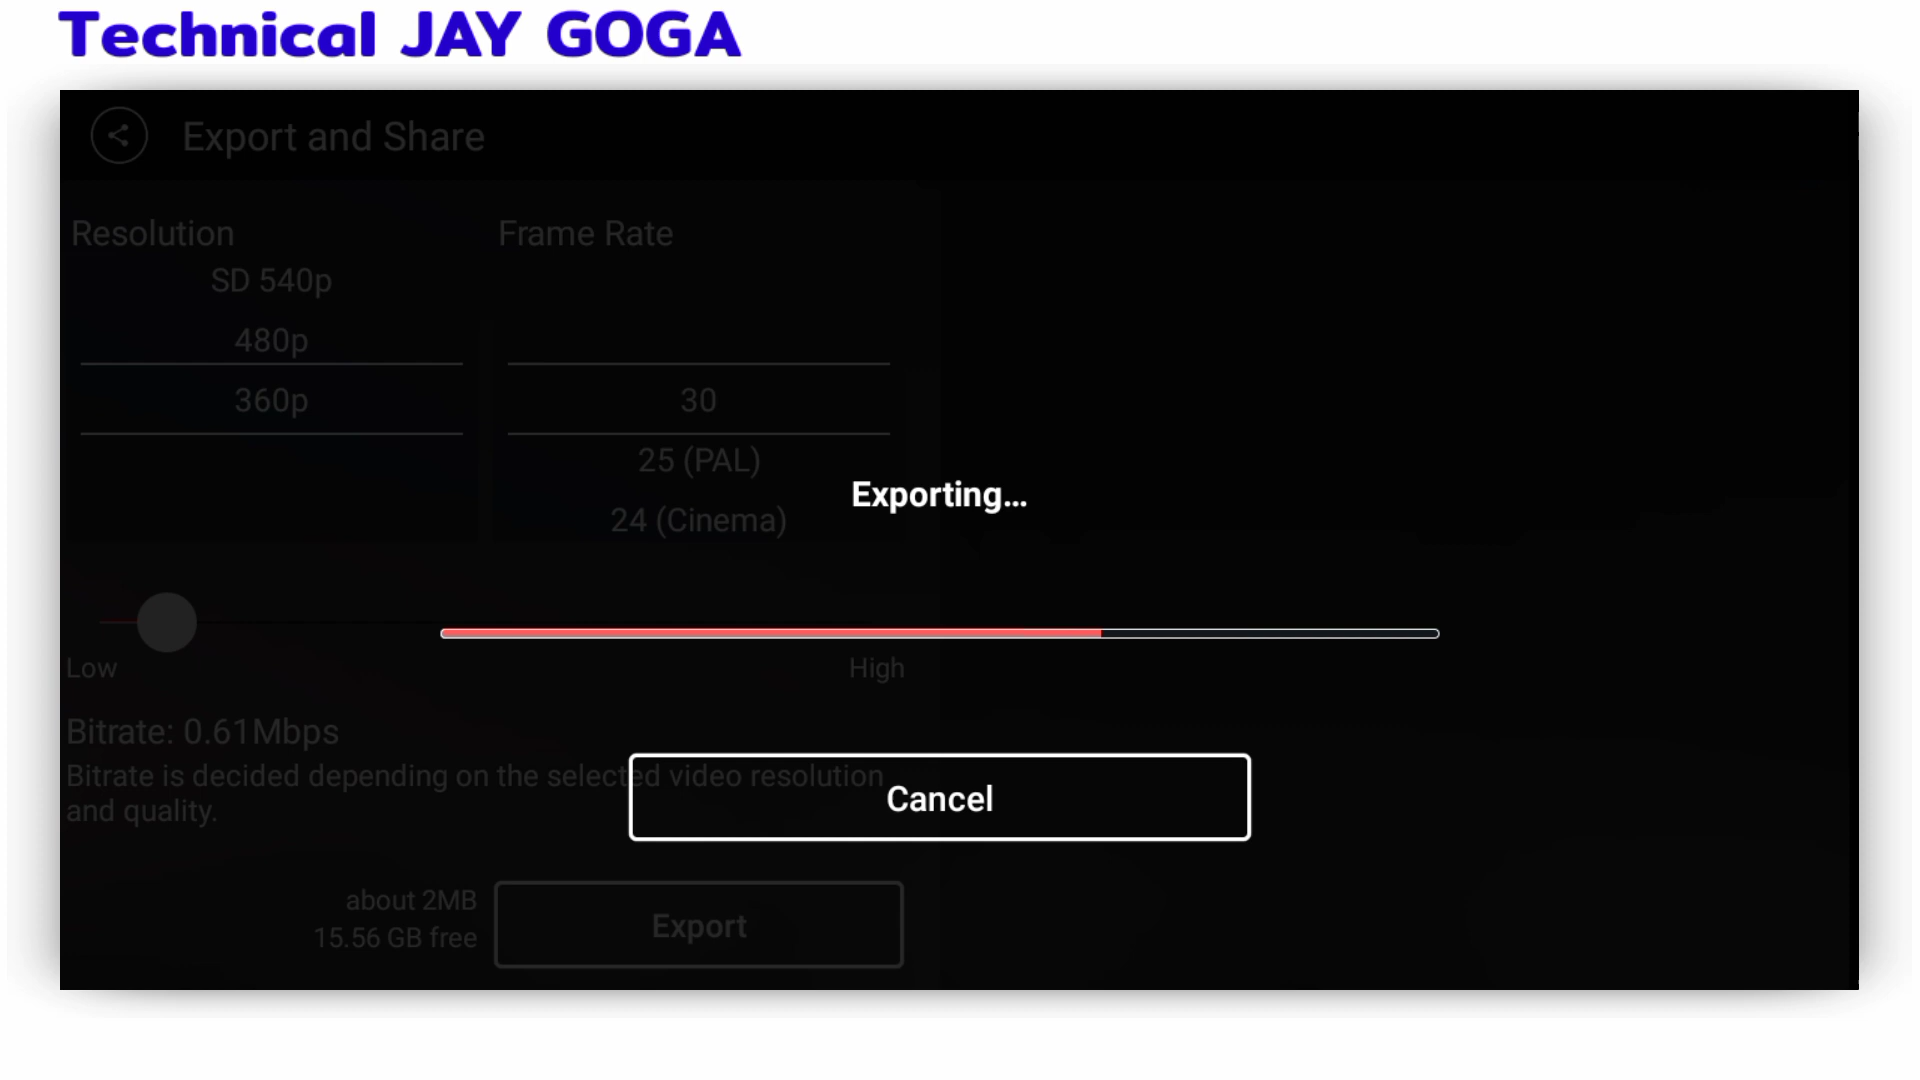 Technical JAY GOGA
Export and Share
Resolution
Frame Rate
SD 540p
480p
360p
30
25 (PAL)
24 (Cinema)
Exporting...
Low
High
Bitrate: 0.61Mbps
Bitrate is decided depending on the selected video resolution
and quality.
Cancel
about 2MB
15.56 GB free
Export